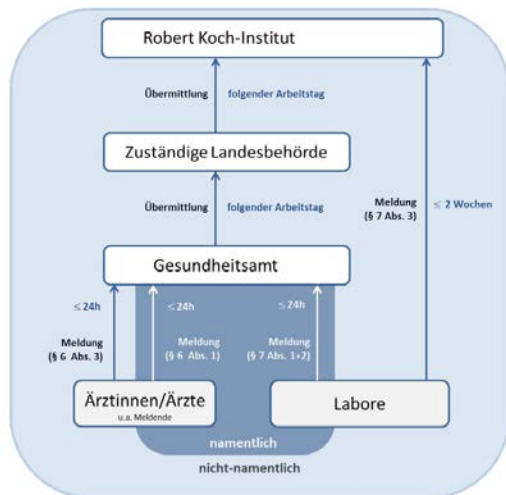 Robert Koch-Institut
Übermittlung folgender Arbeitstag
Zuständige Landesbehörde
Meldung
(§ 7 Abs. 3)
≤ 2 Wochen
Übermittlung folgender Arbeitstag
Gesundheitsamt
≤ 24h
≤ 24h
≤ 24h
Meldung
(§ 6 Abs. 3)
Meldung
(§ 6 Abs. 1)
Meldung
(§ 7 Abs. 1+2)
Ärztinnen/Ärzte
u.a. Meldende
Labore
namentlich
nicht-namentlich